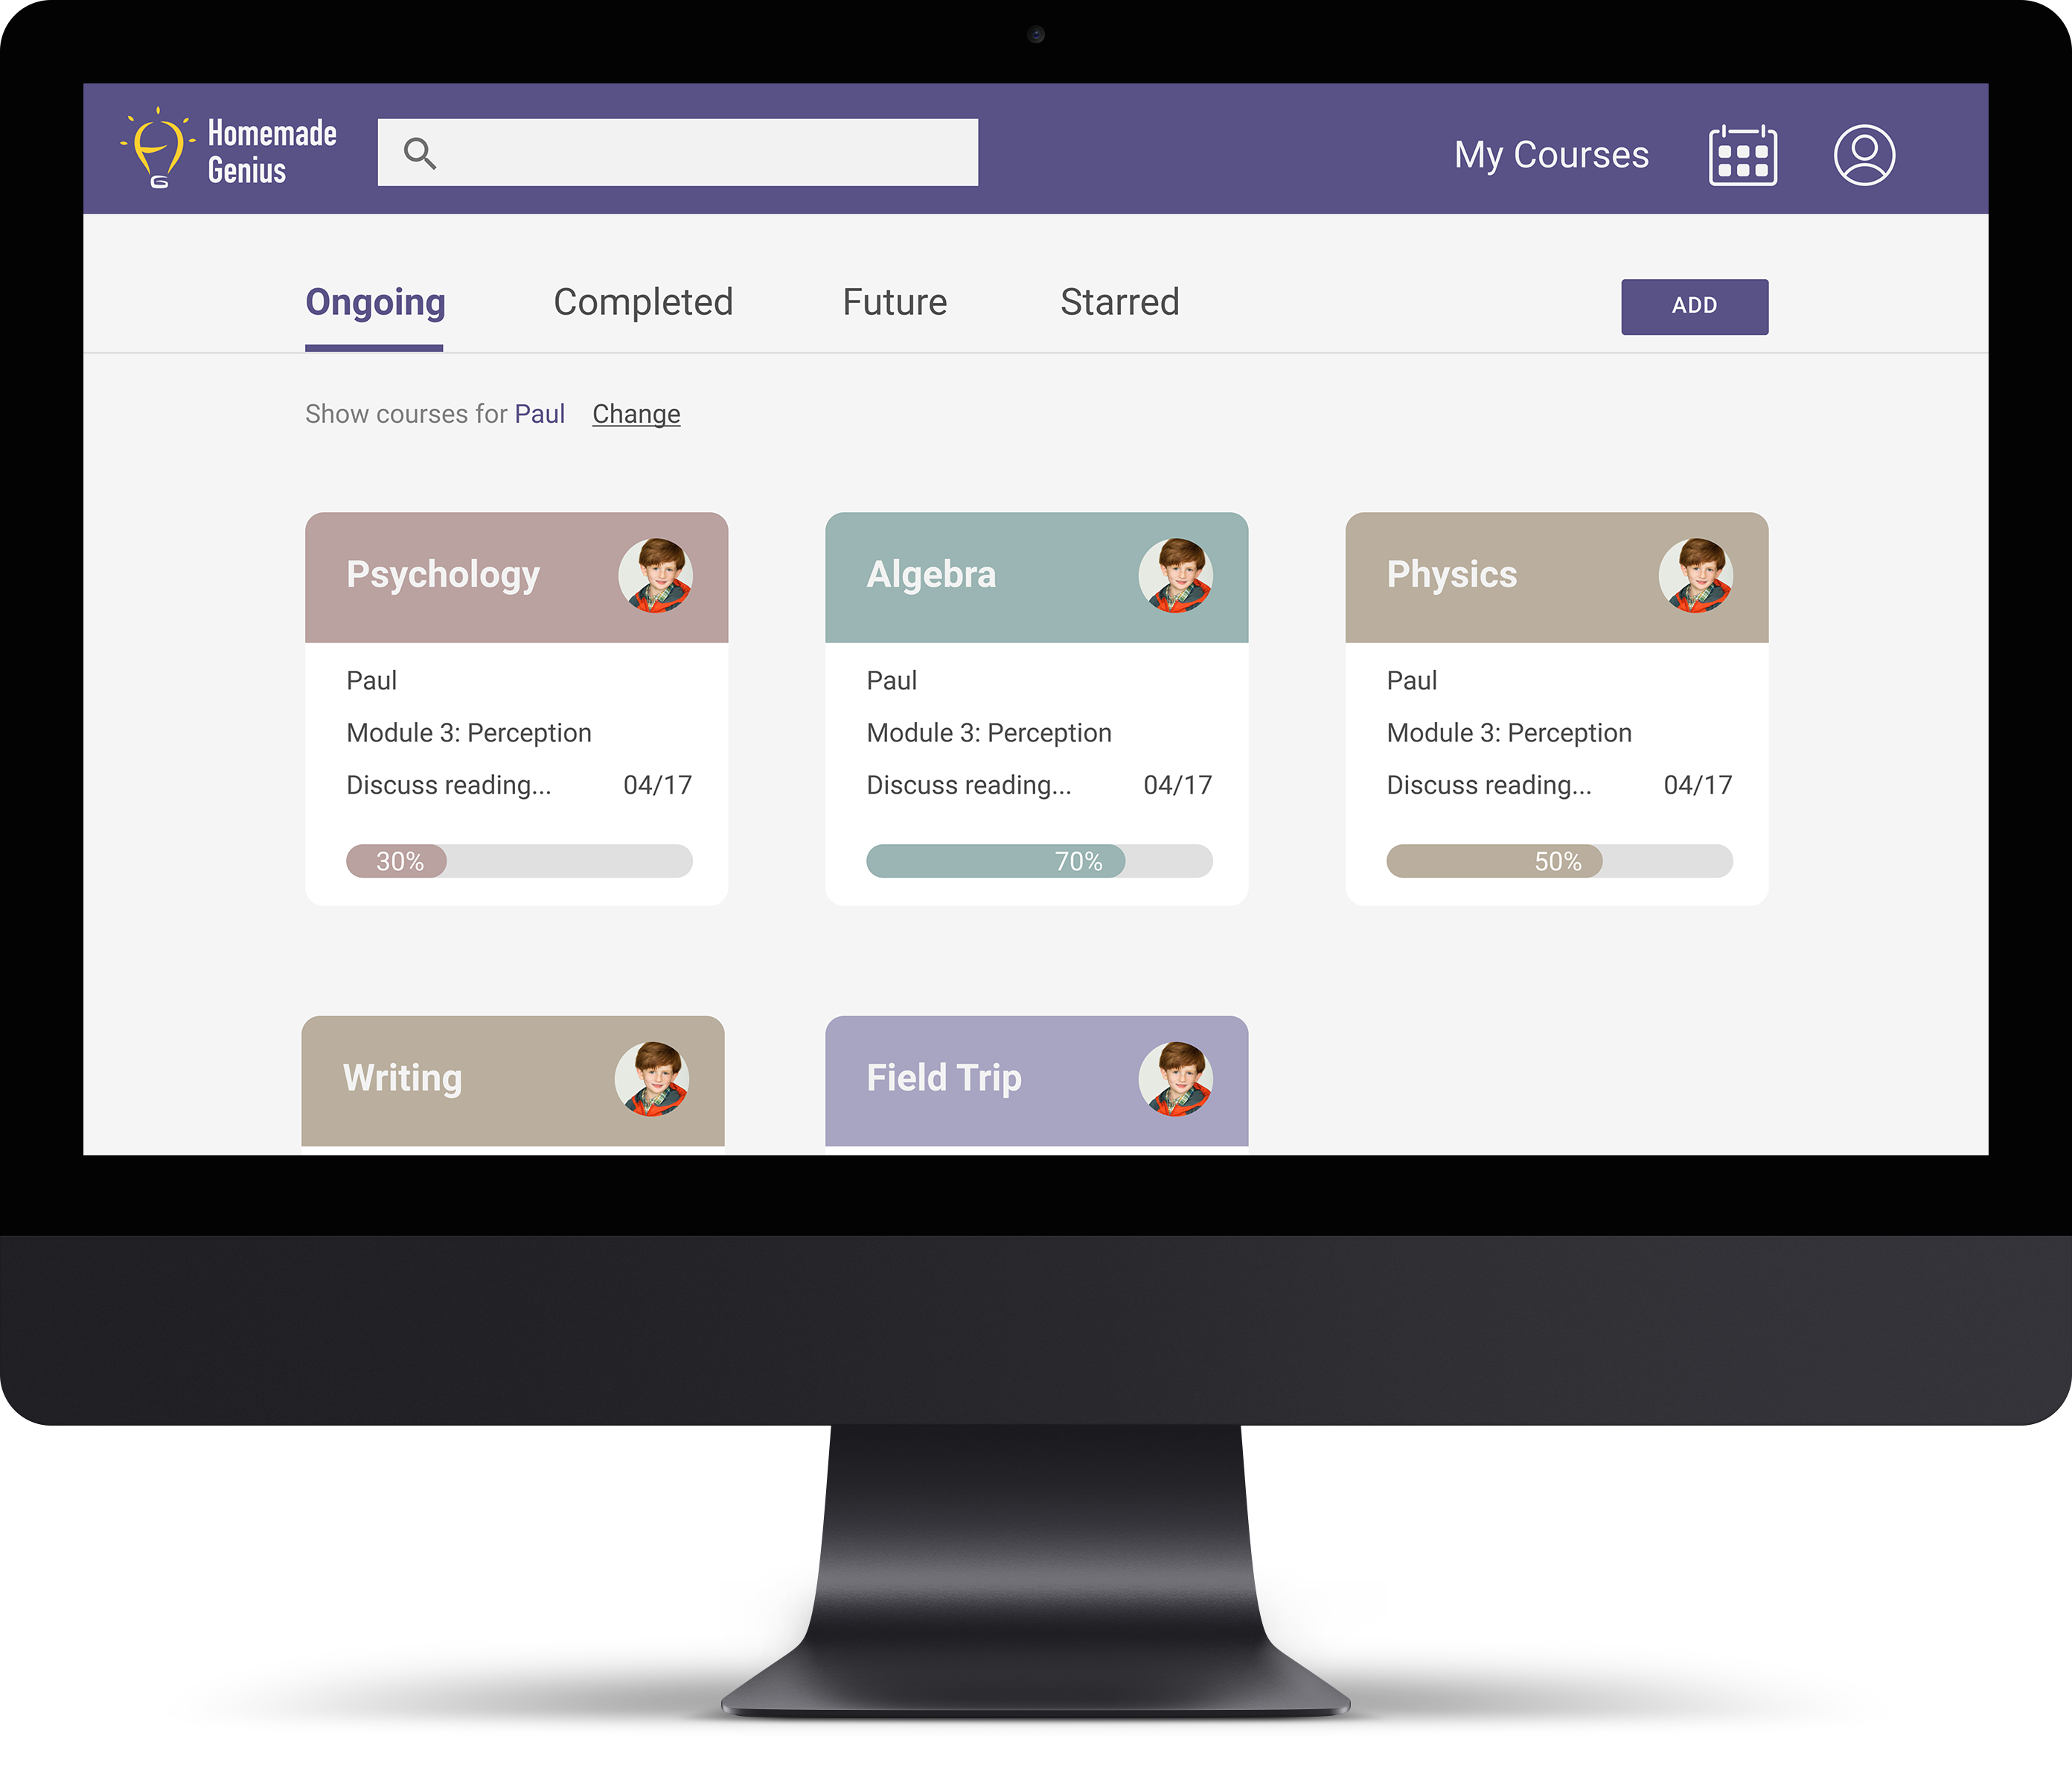 Homemade
Genius
My Courses
Ongoing Completed Future Starred ADD
Show courses for Paul Change
Psychology Algebra Physics
Paul Paul Paul
Module 3: Perception Module 3: Perception Module 3: Perception
Discuss reading... 04/17 Discuss reading... 04/17 Discuss reading... 04/17
30% 70% 50%
Writing Field Trip